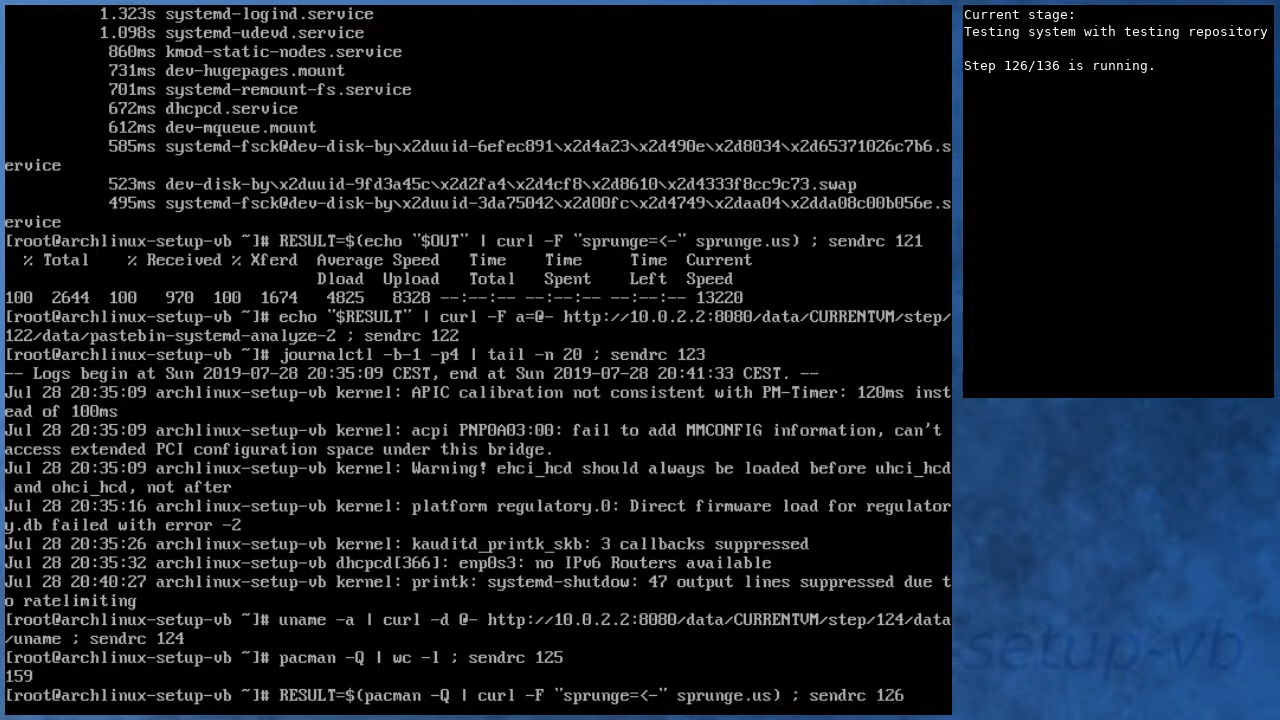 1.323s systemd-logind.service
1.098s systemd-udevd.service
860ms kmod-static-nodes.service
731ms dev-hugepages.mount
701ms systemd-remount-fs.service
672ms dhcpcd.service
612ms dev-mqueue.mount
585ms systemd-fsck@dev-disk-by\x2duuid-6efec891\x2d4a23\x2d490e\x2d8034\x2d65371026c7b6.s
ervice
523ms dev-disk-by\x2duuid-9fd3a45c\x2d2fa4\x2d4cf8\x2d8610\x2d4333f8cc9c73.swap
495ms systemd-fsck@dev-disk-by\x2duuid-3da75042\x2d00fc\x2d4749\x2daa04\x2dda08c00b056e.s
ervice
[root@archlinux-setup-vb ~]# RESULT=$(echo "$OUT" | curl -F "sprunge=<-" sprunge.us) ; sendrc 121
% Total    % Received % Xferd  Average Speed   Time    Time     Time  Current
Dload  Upload   Total   Spent    Left  Speed
100  2644  100   970  100  1674   4825   8328 --:--:-- --:--:-- --:--:-- 13220
[root@archlinux-setup-vb ~]# echo "$RESULT" | curl -F a=@- http://10.0.2.2:8080/data/CURRENTVM/step/
122/data/pastebin-systemd-analyze-2 ; sendrc 122
[root@archlinux-setup-vb ~]# journalctl -b-1 -p4 | tail -n 20 ; sendrc 123
-- Logs begin at Sun 2019-07-28 20:35:09 CEST, end at Sun 2019-07-28 20:41:33 CEST. --
Jul 28 20:35:09 archlinux-setup-vb kernel: APIC calibration not consistent with PM-Timer: 120ms inst
ead of 100ms
Jul 28 20:35:09 archlinux-setup-vb kernel: acpi PNP0A03:00: fail to add MMCONFIG information, can't
access extended PCI configuration space under this bridge.
Jul 28 20:35:09 archlinux-setup-vb kernel: Warning! ehci_hcd should always be loaded before uhci_hcd
and ohci_hcd, not after
Jul 28 20:35:16 archlinux-setup-vb kernel: platform regulatory.0: Direct firmware load for regulator
y.db failed with error -2
Jul 28 20:35:26 archlinux-setup-vb kernel: kauditd_printk_skb: 3 callbacks suppressed
Jul 28 20:35:32 archlinux-setup-vb dhcpcd[366]: enp0s3: no IPv6 Routers available
Jul 28 20:40:27 archlinux-setup-vb kernel: printk: systemd-shutdow: 47 output lines suppressed due t
o ratelimiting
[root@archlinux-setup-vb ~]# uname -a | curl -d @- http://10.0.2.2:8080/data/CURRENTVM/step/124/data
/uname ; sendrc 124
[root@archlinux-setup-vb ~]# pacman -Q | wc -l ; sendrc 125
159
[root@archlinux-setup-vb ~]# RESULT=$(pacman -Q | curl -F "sprunge=<-" sprunge.us) ; sendrc 126
Current stage:
Testing system with testing repository
Step 126/136 is running.
setup-vb